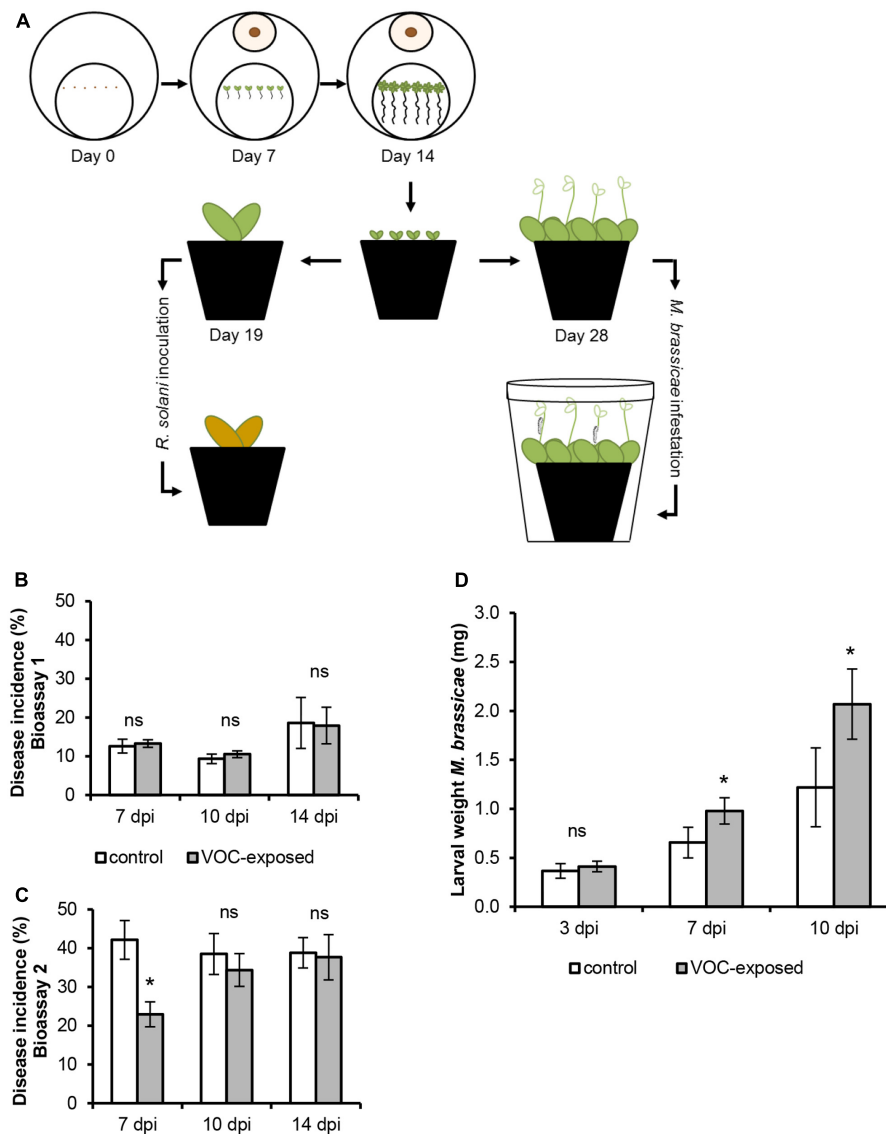 A
Day 0
Day 7
Day 14
Day 19
Day 28
R. solani inoculation
M. brassicae infestation
B
Disease incidence (%)
Bioassay 1
50
40
30
20
10
0
ns
ns
ns
7 dpi
10 dpi
14 dpi
control
VOC-exposed
C
Disease incidence (%)
Bioassay 2
50
40
30
20
10
0
*
ns
ns
7 dpi
10 dpi
14 dpi
D
Larval weight M. brassicae (mg)
3.0
2.5
2.0
1.5
1.0
0.5
0.0
ns
*
*
3 dpi
7 dpi
10 dpi
control
VOC-exposed